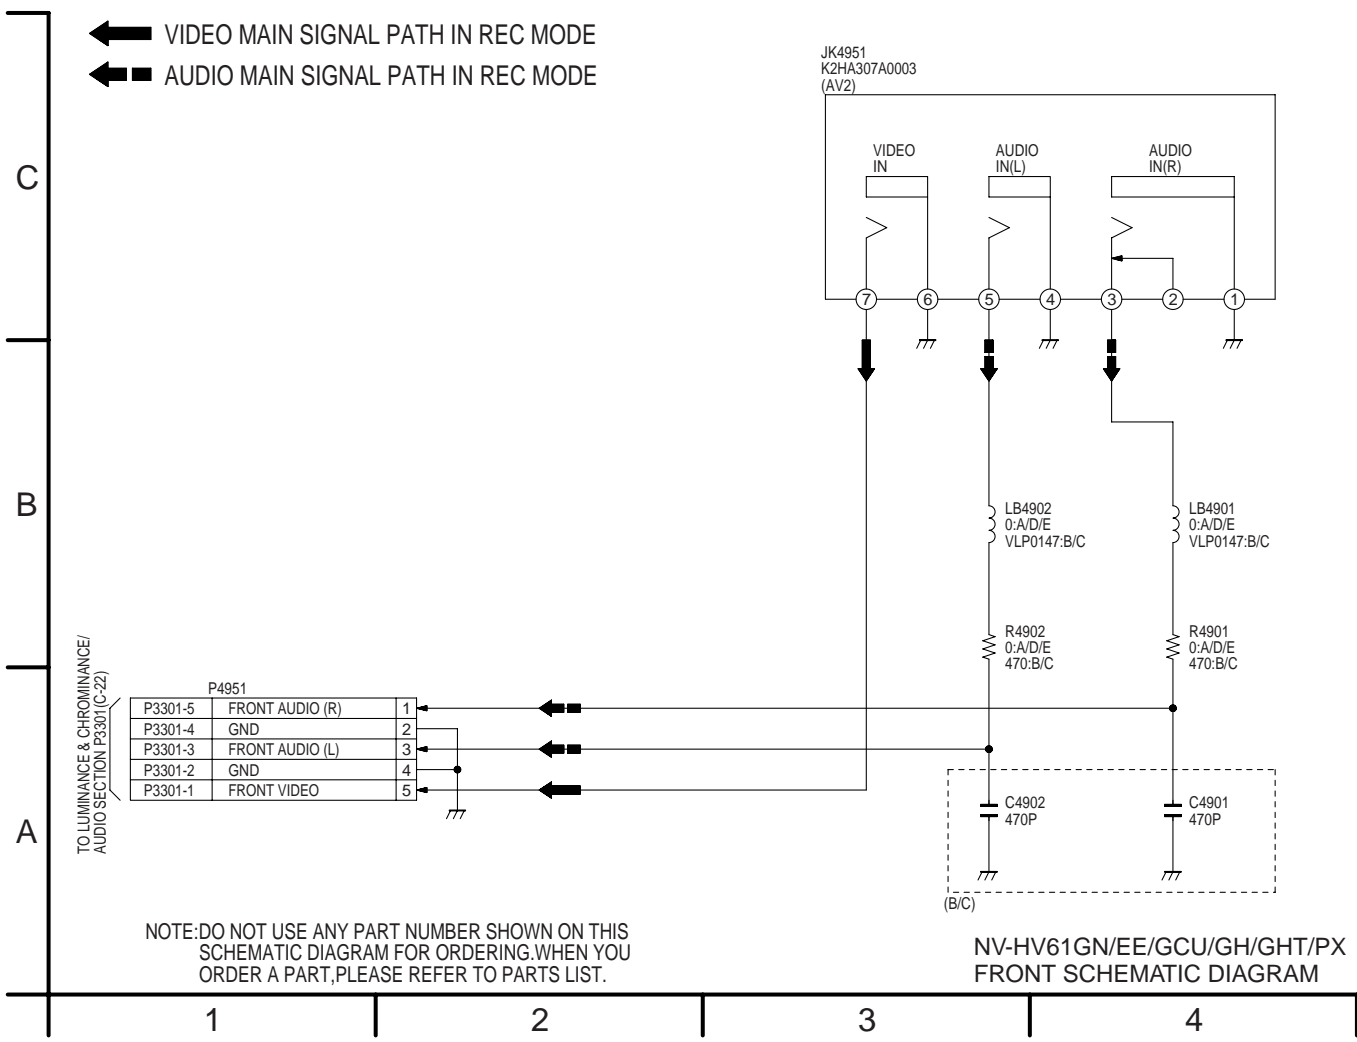 VIDEO MAIN SIGNAL PATH IN REC MODE
AUDIO MAIN SIGNAL PATH IN REC MODE
JK4951
K2HA307A0003
(AV2)
VIDEO
IN
AUDIO
IN(L)
AUDIO
IN(R)
7
6
5
4
3
2
1
C
B
A
LB4902
0:A/D/E
VLP0147:B/C
LB4901
0:A/D/E
VLP0147:B/C
R4902
0:A/D/E
470:B/C
R4901
0:A/D/E
470:B/C
TO LUMINANCE & CHROMINANCE/
AUDIO SECTION P3301(C-22)
P4951
P3301-5 FRONT AUDIO (R) 1
P3301-4 GND 2
P3301-3 FRONT AUDIO (L) 3
P3301-2 GND 4
P3301-1 FRONT VIDEO 5
C4902
470P
C4901
470P
(B/C)
NOTE:DO NOT USE ANY PART NUMBER SHOWN ON THIS
SCHEMATIC DIAGRAM FOR ORDERING.WHEN YOU
ORDER A PART,PLEASE REFER TO PARTS LIST.
NV-HV61GN/EE/GCU/GH/GHT/PX
FRONT SCHEMATIC DIAGRAM
1
2
3
4